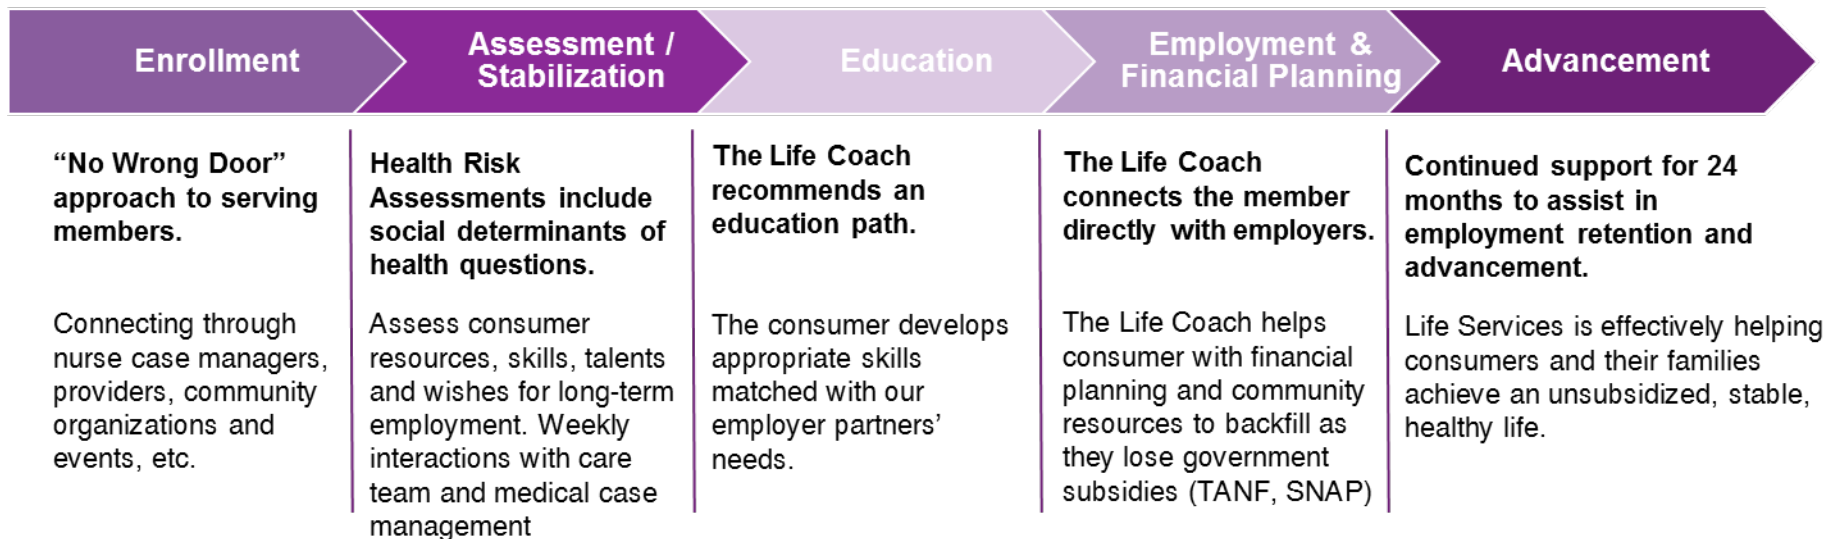 Enrollment
Assessment /
Stabilization
Education
Employment &
Financial Planning
Advancement
“No Wrong Door”
approach to serving
members.
Connecting through
nurse case managers,
providers, community
organizations and
events, etc.
Health Risk
Assessments include
social determinants of
health questions.
Assess consumer
resources, skills, talents
and wishes for long-term
employment. Weekly
interactions with care
team and medical case
management
The Life Coach
recommends an
education path.
The consumer develops
appropriate skills
matched with our
employer partners’
needs.
The Life Coach
connects the member
directly with employers.
The Life Coach helps
consumer with financial
planning and community
resources to backfill as
they lose government
subsidies (TANF, SNAP)
Continued support for 24
months to assist in
employment retention and
advancement.
Life Services is effectively helping
consumers and their families
achieve an unsubsidized, stable,
healthy life.